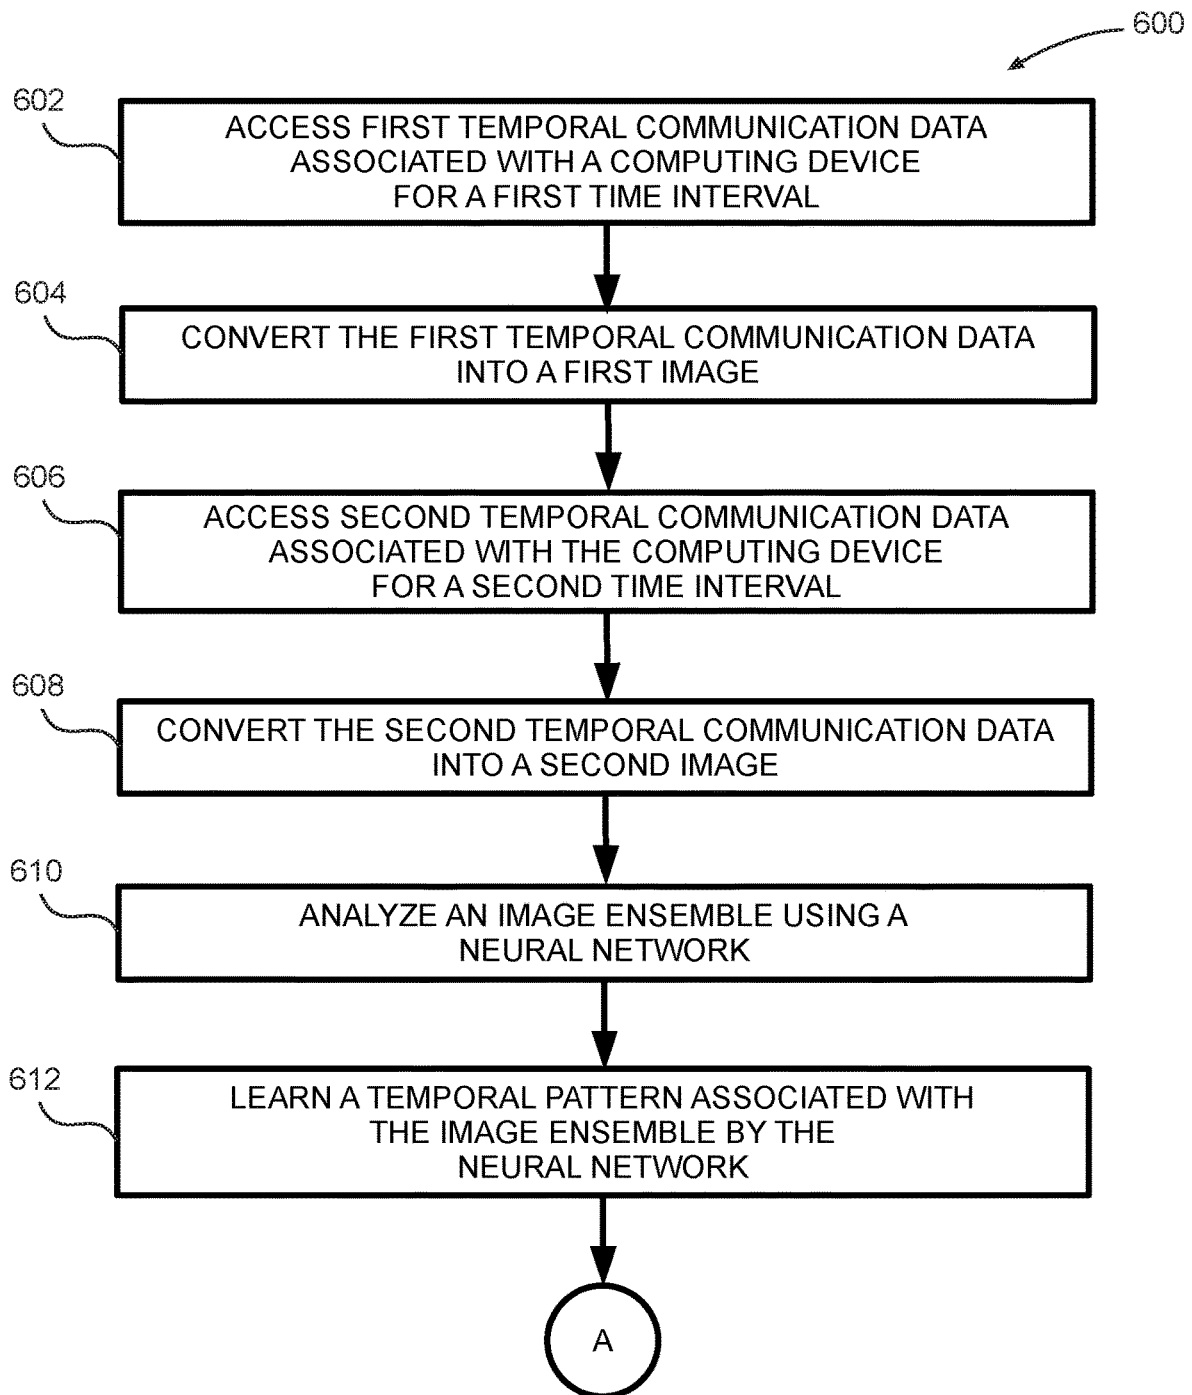 600
602
ACCESS FIRST TEMPORAL COMMUNICATION DATA
ASSOCIATED WITH A COMPUTING DEVICE
FOR A FIRST TIME INTERVAL
604
CONVERT THE FIRST TEMPORAL COMMUNICATION DATA
INTO A FIRST IMAGE
606
ACCESS SECOND TEMPORAL COMMUNICATION DATA
ASSOCIATED WITH THE COMPUTING DEVICE
FOR A SECOND TIME INTERVAL
608
CONVERT THE SECOND TEMPORAL COMMUNICATION DATA
INTO A SECOND IMAGE
610
ANALYZE AN IMAGE ENSEMBLE USING A
NEURAL NETWORK
612
LEARN A TEMPORAL PATTERN ASSOCIATED WITH
THE IMAGE ENSEMBLE BY THE
NEURAL NETWORK
A